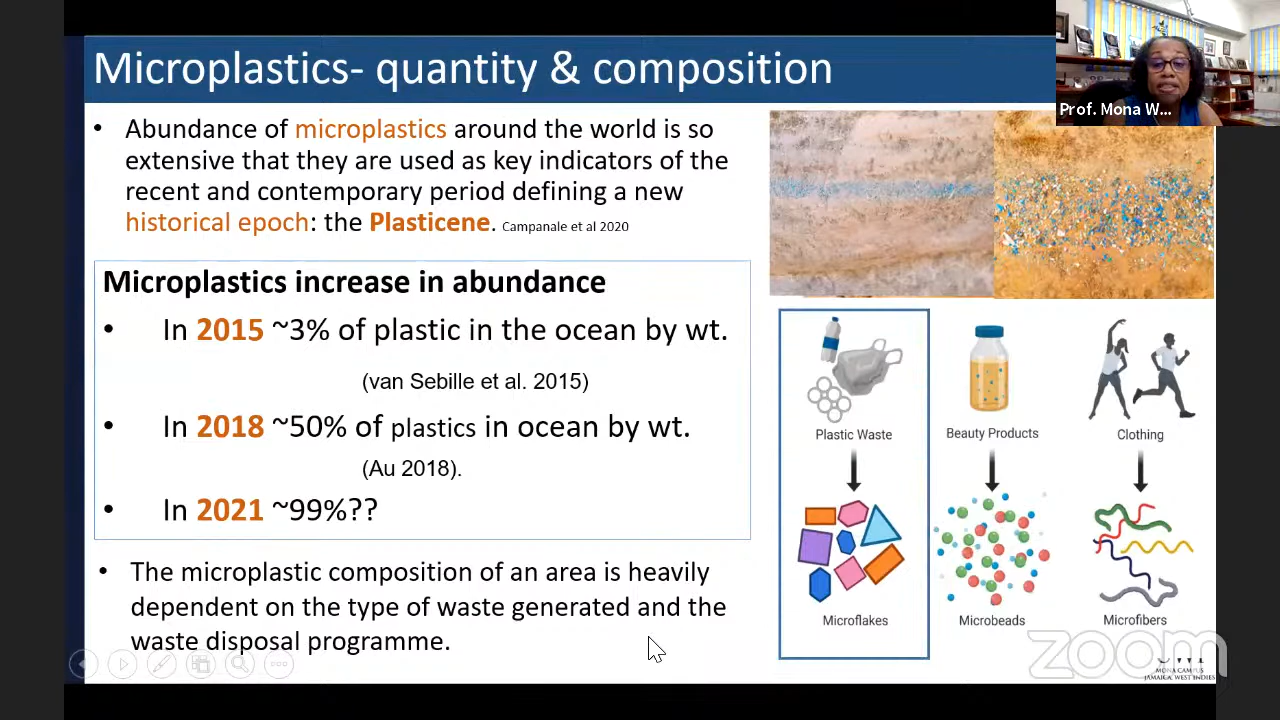 Microplastics- quantity & composition
Prof. Mona W...
• Abundance of microplastics around the world is so
extensive that they are used as key indicators of the
recent and contemporary period defining a new
historical epoch: the Plasticene. Campanale et al 2020
Microplastics increase in abundance
• In 2015 ~3% of plastic in the ocean by wt.
(van Sebille et al. 2015)
• In 2018 ~50% of plastics in ocean by wt.
(Au 2018).
• In 2021 ~99%??
• The microplastic composition of an area is heavily
dependent on the type of waste generated and the
waste disposal programme.
Plastic Waste
Beauty Products
Clothing
Microflakes
Microbeads
Microfibers
zoom
MONA CAMPUS
JAMAICA, WEST INDIES